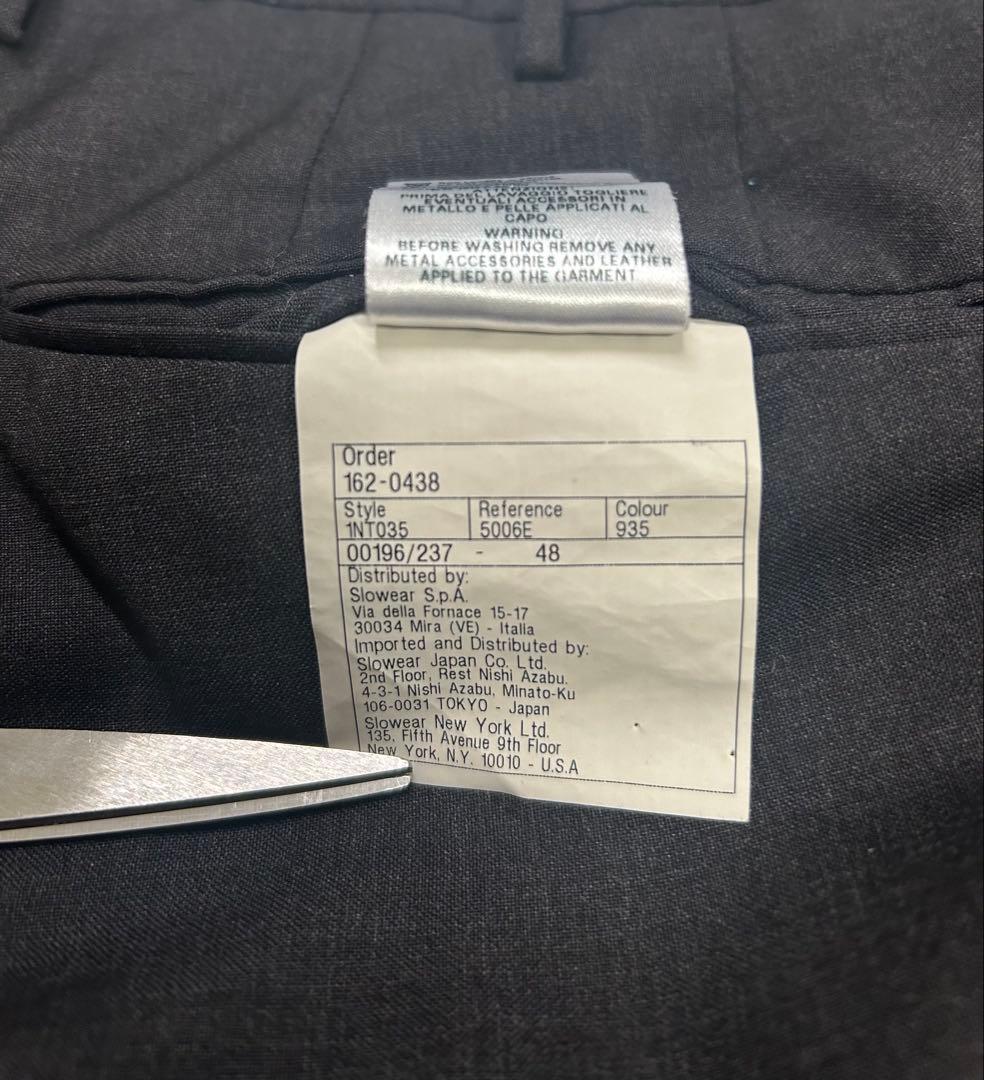 ATTENZIONE
PRIMA DEL LAVAGGIO TOGLIERE
EVENTUALI ACCESSORI IN
METALLO E PELLE APPLICATI AL
CAPO
WARNING
BEFORE WASHING REMOVE ANY
METAL ACCESSORIES AND LEATHER
APPLIED TO THE GARMENT
Order
162-0438
Style Reference Colour
1NT035 5006E 935
00196/237 - 48
Distributed by:
Slowear S.p.A.
Via della Fornace 15-17
30034 Mira (VE) - Italia
Imported and Distributed by:
Slowear Japan Co. Ltd.
2nd Floor, Rest Nishi Azabu.
4-3-1 Nishi Azabu, Minato-Ku
106-0031 TOKYO - Japan
Slowear New York Ltd.
135, Fifth Avenue 9th Floor
New York, N.Y. 10010 - U.S.A